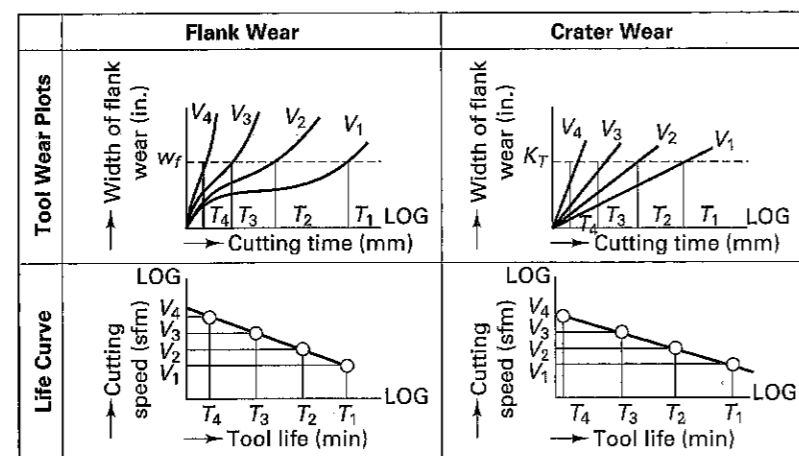 Flank Wear
Crater Wear
Tool Wear Plots
Width of flank
wear (in.)
V4
V3
V2
V1
wf
T4
T3
T2
T1
LOG
Cutting time (mm)
Width of flank
wear (in.)
V4
V3
V2
V1
KT
T4
T3
T2
T1
LOG
Cutting time (mm)
Life Curve
LOG
Cutting
speed (sfm)
V4
V3
V2
V1
LOG
T4
T3
T2
T1
Tool life (min)
LOG
Cutting
speed (sfm)
V4
V3
V2
V1
LOG
T4
T3
T2
T1
Tool life (min)